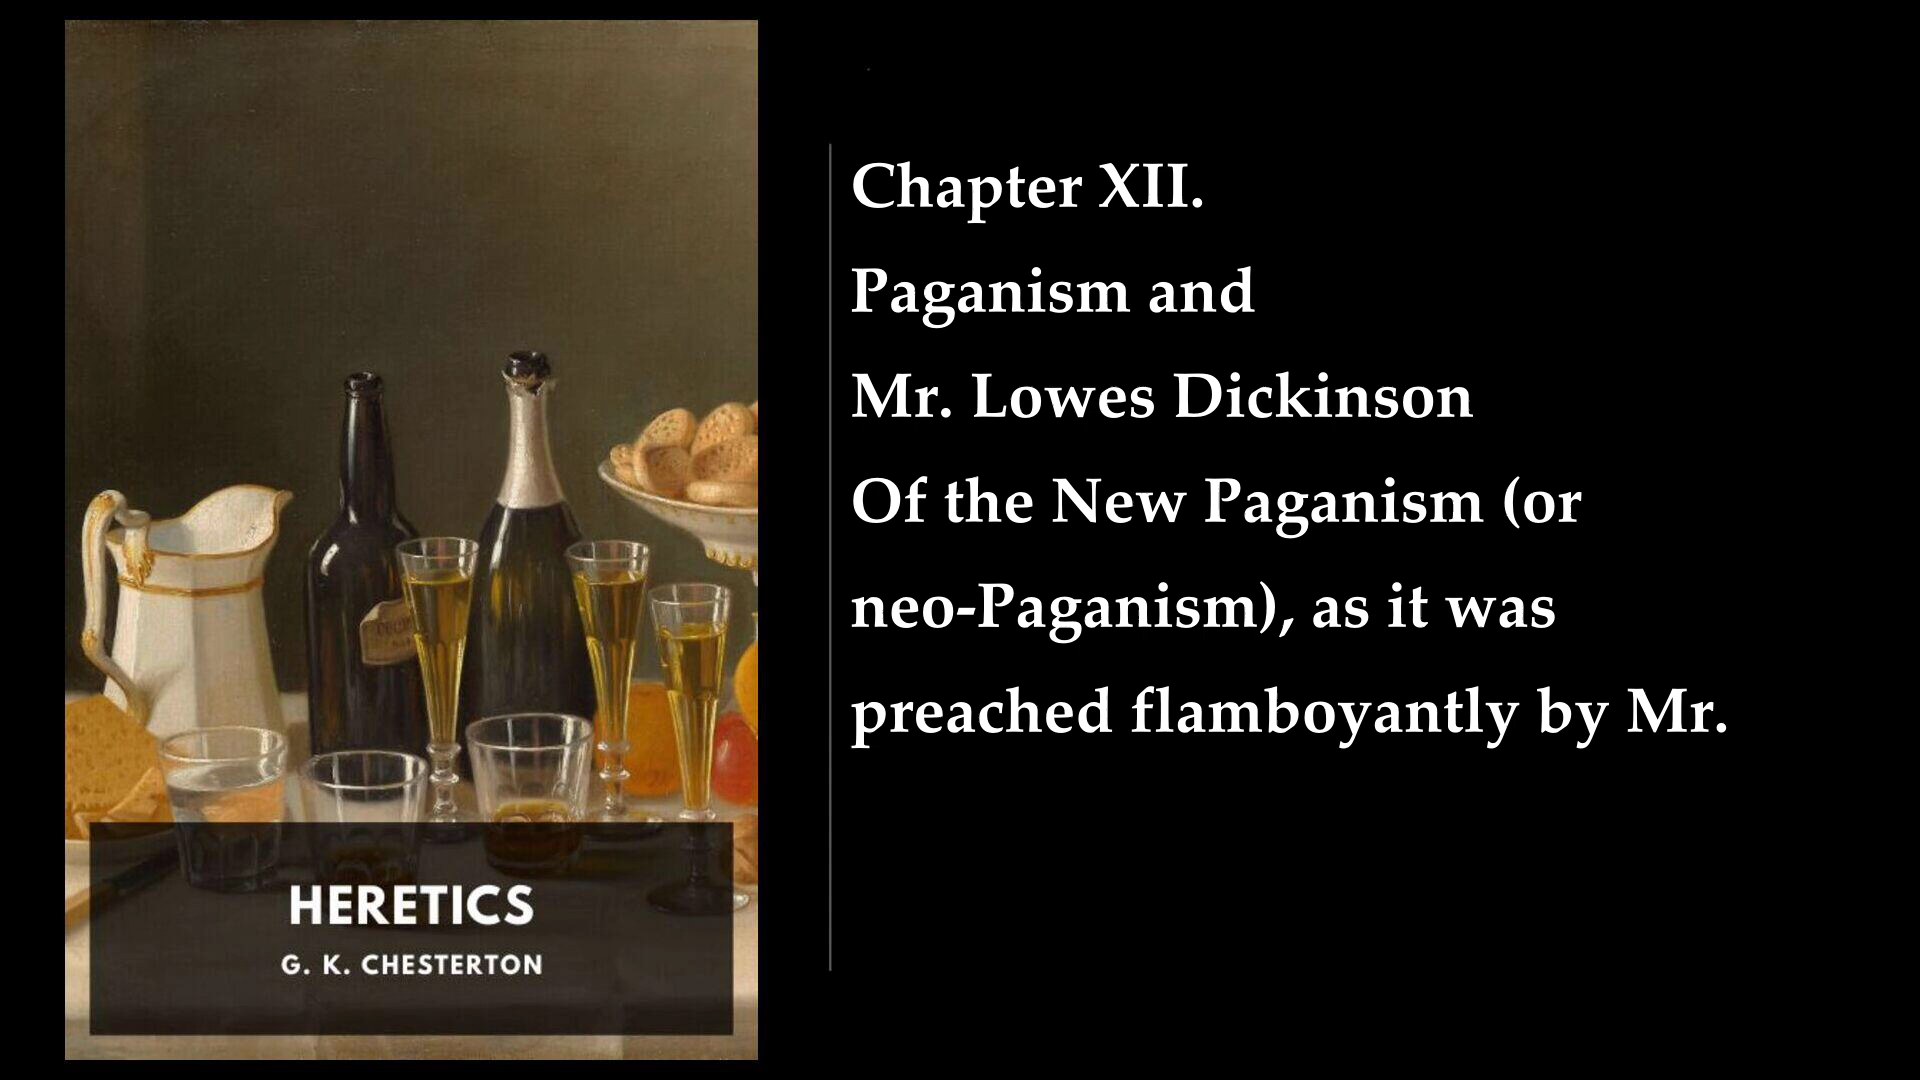 Chapter XII.
Paganism and
Mr. Lowes Dickinson
Of the New Paganism (or
neo-Paganism), as it was
preached flamboyantly by Mr.
HERETICS
G. K. CHESTERTON